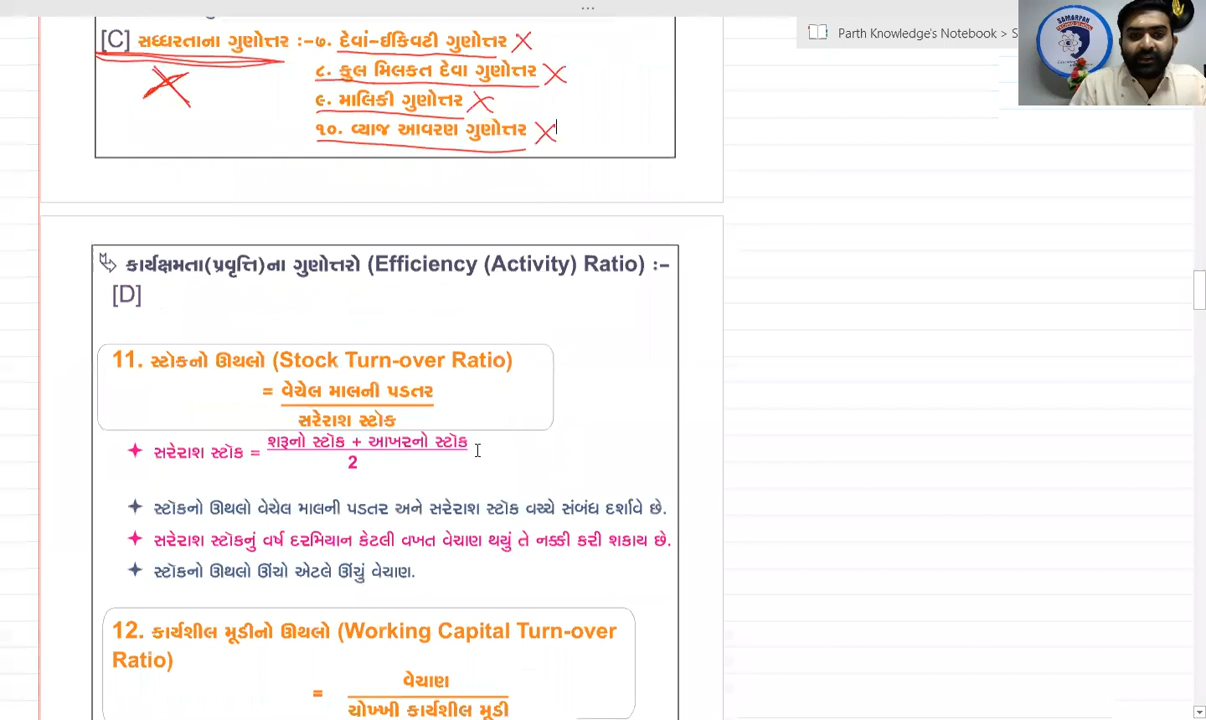 Parth Knowledge's Notebook > S
SAMARPAN
[C] સધ્ધરતાના ગુણોત્તર :-૭. દેવાં-ઈકિવટી ગુણોત્તર
૮. કુલ મિલકત દેવા ગુણોત્તર
૯. માલિકી ગુણોત્તર
૧૦. વ્યાજ આવરણ ગુણોત્તર
કાર્યક્ષમતા(પ્રવૃત્તિ)ના ગુણોત્તરો (Efficiency (Activity) Ratio) :-
[D]
11. સ્ટોકનો ઊથલો (Stock Turn-over Ratio)
= વેચેલ માલની પડતર
સરેરાશ સ્ટૉક
સરેરાશ સ્ટૉક = શરૂનો સ્ટૉક + આખરનો સ્ટૉક
2
સ્ટૉકનો ઊથલો વેચેલ માલની પડતર અને સરેરાશ સ્ટૉક વચ્ચે સંબંધ દર્શાવે છે.
સરેરાશ સ્ટૉકનું વર્ષ દરમિયાન કેટલી વખત વેચાણ થયું તે નક્કી કરી શકાય છે.
સ્ટૉકનો ઊથલો ઊંચો એટલે ઊંચું વેચાણ.
12. કાર્યશીલ મૂડીનો ઊથલો (Working Capital Turn-over
Ratio)
= વેચાણ
ચોખ્ખી કાર્યશીલ મૂડી